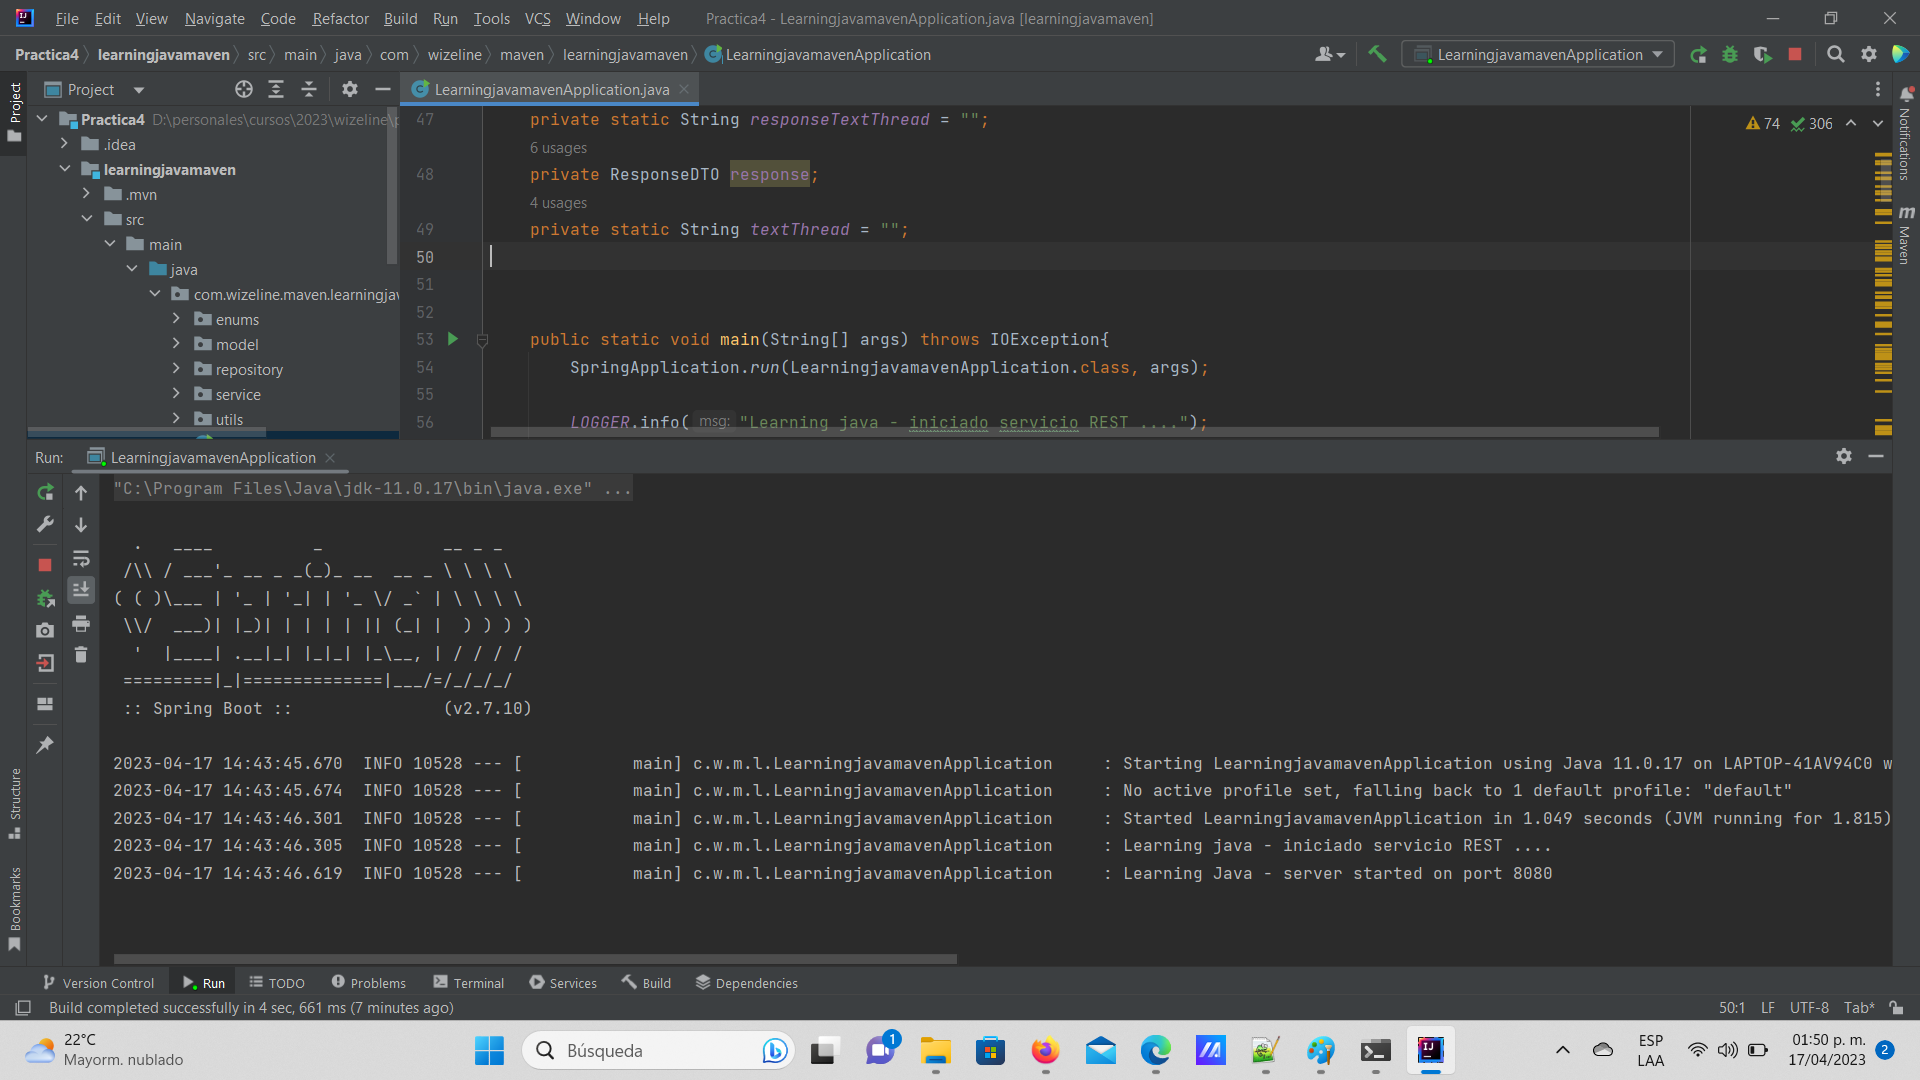 File Edit View Navigate Code Refactor Build Run Tools VCS Window Help Practica4 - LearningjavamavenApplication.java [learningjavamaven]
Practica4 learningjavamaven src main java com wizeline maven learningjavamaven LearningjavamavenApplication LearningjavamavenApplication
Project
Project
LearningjavamavenApplication.java
Notifications
Maven
Practica4 D:\personales\cursos\2023\wizeline\p
.idea
learningjavamaven
.mvn
src
main
java
com.wizeline.maven.learningjav
enums
model
repository
service
utils
74 306
47 private static String responseTextThread = "";
6 usages
48 private ResponseDTO response;
4 usages
49 private static String textThread = "";
50
51
52
53 public static void main(String[] args) throws IOException{
54 SpringApplication.run(LearningjavamavenApplication.class, args);
55
56 LOGGER.info( msg: "Learning java - iniciado servicio REST ....");
Run: LearningjavamavenApplication
"C:\Program Files\Java\jdk-11.0.17\bin\java.exe" ...
  .   ____          _            __ _ _
 /\\ / ___'_ __ _ _(_)_ __  __ _ \ \ \ \
( ( )\___ | '_ | '_| | '_ \/ _` | \ \ \ \
 \\/  ___)| |_)| | | | | || (_| |  ) ) ) )
  '  |____| .__|_| |_|_| |_\__, | / / / /
 =========|_|==============|___/=/_/_/_/
:: Spring Boot :: (v2.7.10)
2023-04-17 14:43:45.670 INFO 10528 --- [ main] c.w.m.l.LearningjavamavenApplication : Starting LearningjavamavenApplication using Java 11.0.17 on LAPTOP-41AV94C0 w
2023-04-17 14:43:45.674 INFO 10528 --- [ main] c.w.m.l.LearningjavamavenApplication : No active profile set, falling back to 1 default profile: "default"
2023-04-17 14:43:46.301 INFO 10528 --- [ main] c.w.m.l.LearningjavamavenApplication : Started LearningjavamavenApplication in 1.049 seconds (JVM running for 1.815)
2023-04-17 14:43:46.305 INFO 10528 --- [ main] c.w.m.l.LearningjavamavenApplication : Learning java - iniciado servicio REST ....
2023-04-17 14:43:46.619 INFO 10528 --- [ main] c.w.m.l.LearningjavamavenApplication : Learning Java - server started on port 8080
Structure
Bookmarks
Version Control Run TODO Problems Terminal Services Build Dependencies
Build completed successfully in 4 sec, 661 ms (7 minutes ago) 50:1 LF UTF-8 Tab*
22°C
Mayorm. nublado
Búsqueda
1
ESP
LAA
01:50 p. m.
17/04/2023
2